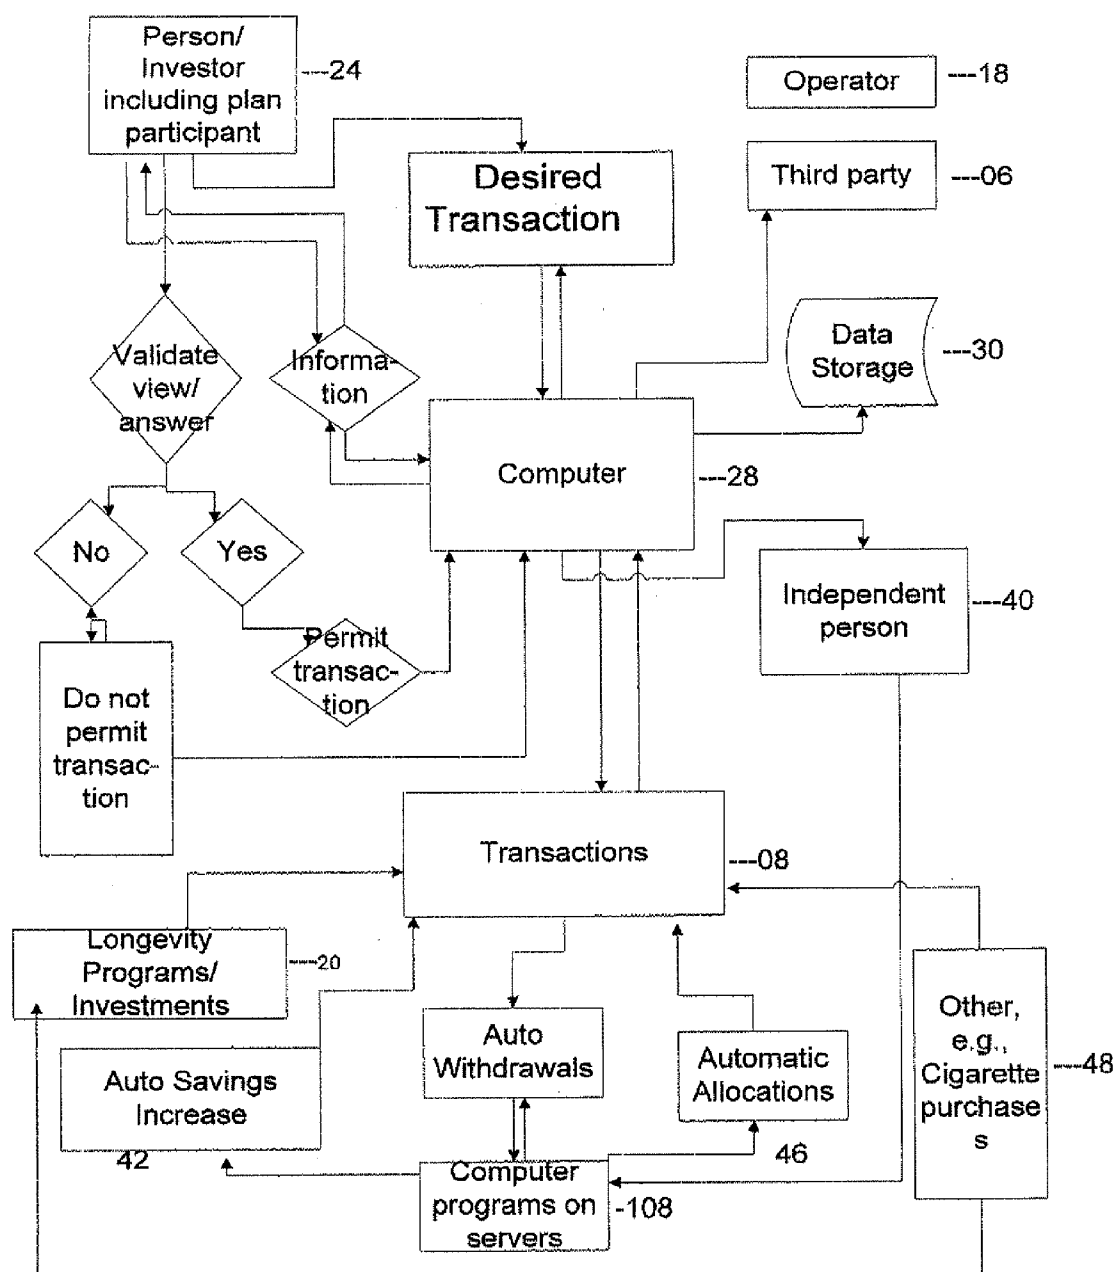 Person/
Investor
including plan
participant
---24
Operator
---18
Desired
Transaction
Third party
---06
Validate
view/
answer
Informa-
tion
Data
Storage
---30
Computer
---28
No
Yes
Independent
person
---40
Permit
transac-
tion
Do not
permit
transac-
tion
Transactions
---08
Longevity
Programs/
Investments
----20
Auto
Withdrawals
Automatic
Allocations
Other,
e.g.,
Cigarette
purchase
s
---48
Auto Savings
Increase
42
46
Computer
programs on
servers
-108